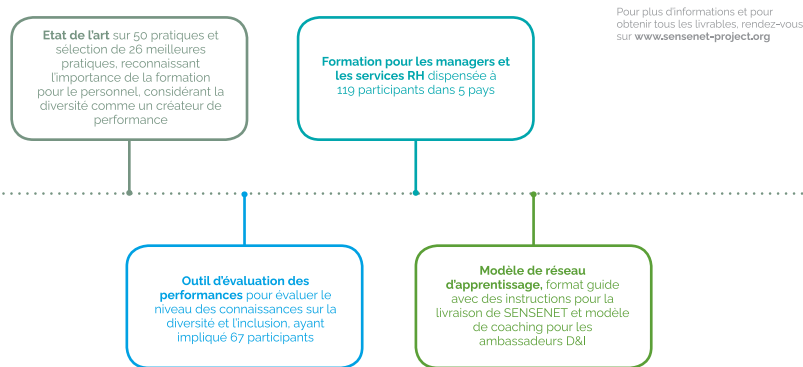 Etat de l'art sur 50 pratiques et
sélection de 26 meilleures
pratiques, reconnaissant
l'importance de la formation
pour le personnel, considérant la
diversité comme un créateur de
performance
Formation pour les managers et
les services RH dispensée à
119 participants dans 5 pays
Pour plus d'informations et pour
obtenir tous les livrables, rendez-vous
sur www.sensenet-project.org
Outil d'évaluation des
performances pour évaluer le
niveau des connaissances sur la
diversité et l'inclusion, ayant
impliqué 67 participants
Modèle de réseau
d'apprentissage, format guide
avec des instructions pour la
livraison de SENSENET et modèle
de coaching pour les
ambassadeurs D&I